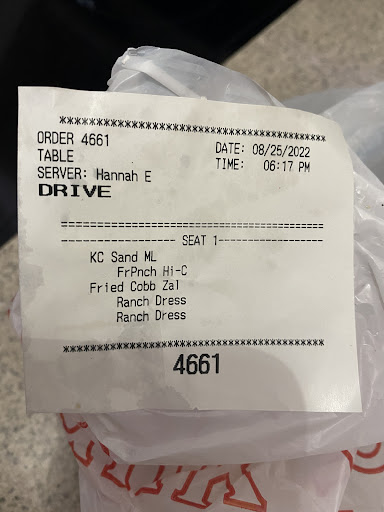 ************************************
ORDER 4661 DATE: 08/25/2022
TABLE TIME: 06:17 PM
SERVER: Hannah E
DRIVE
====================================
---------------- SEAT 1----------------
KC Sand ML
FrPnch Hi-C
Fried Cobb Zal
Ranch Dress
Ranch Dress
************************************
4661